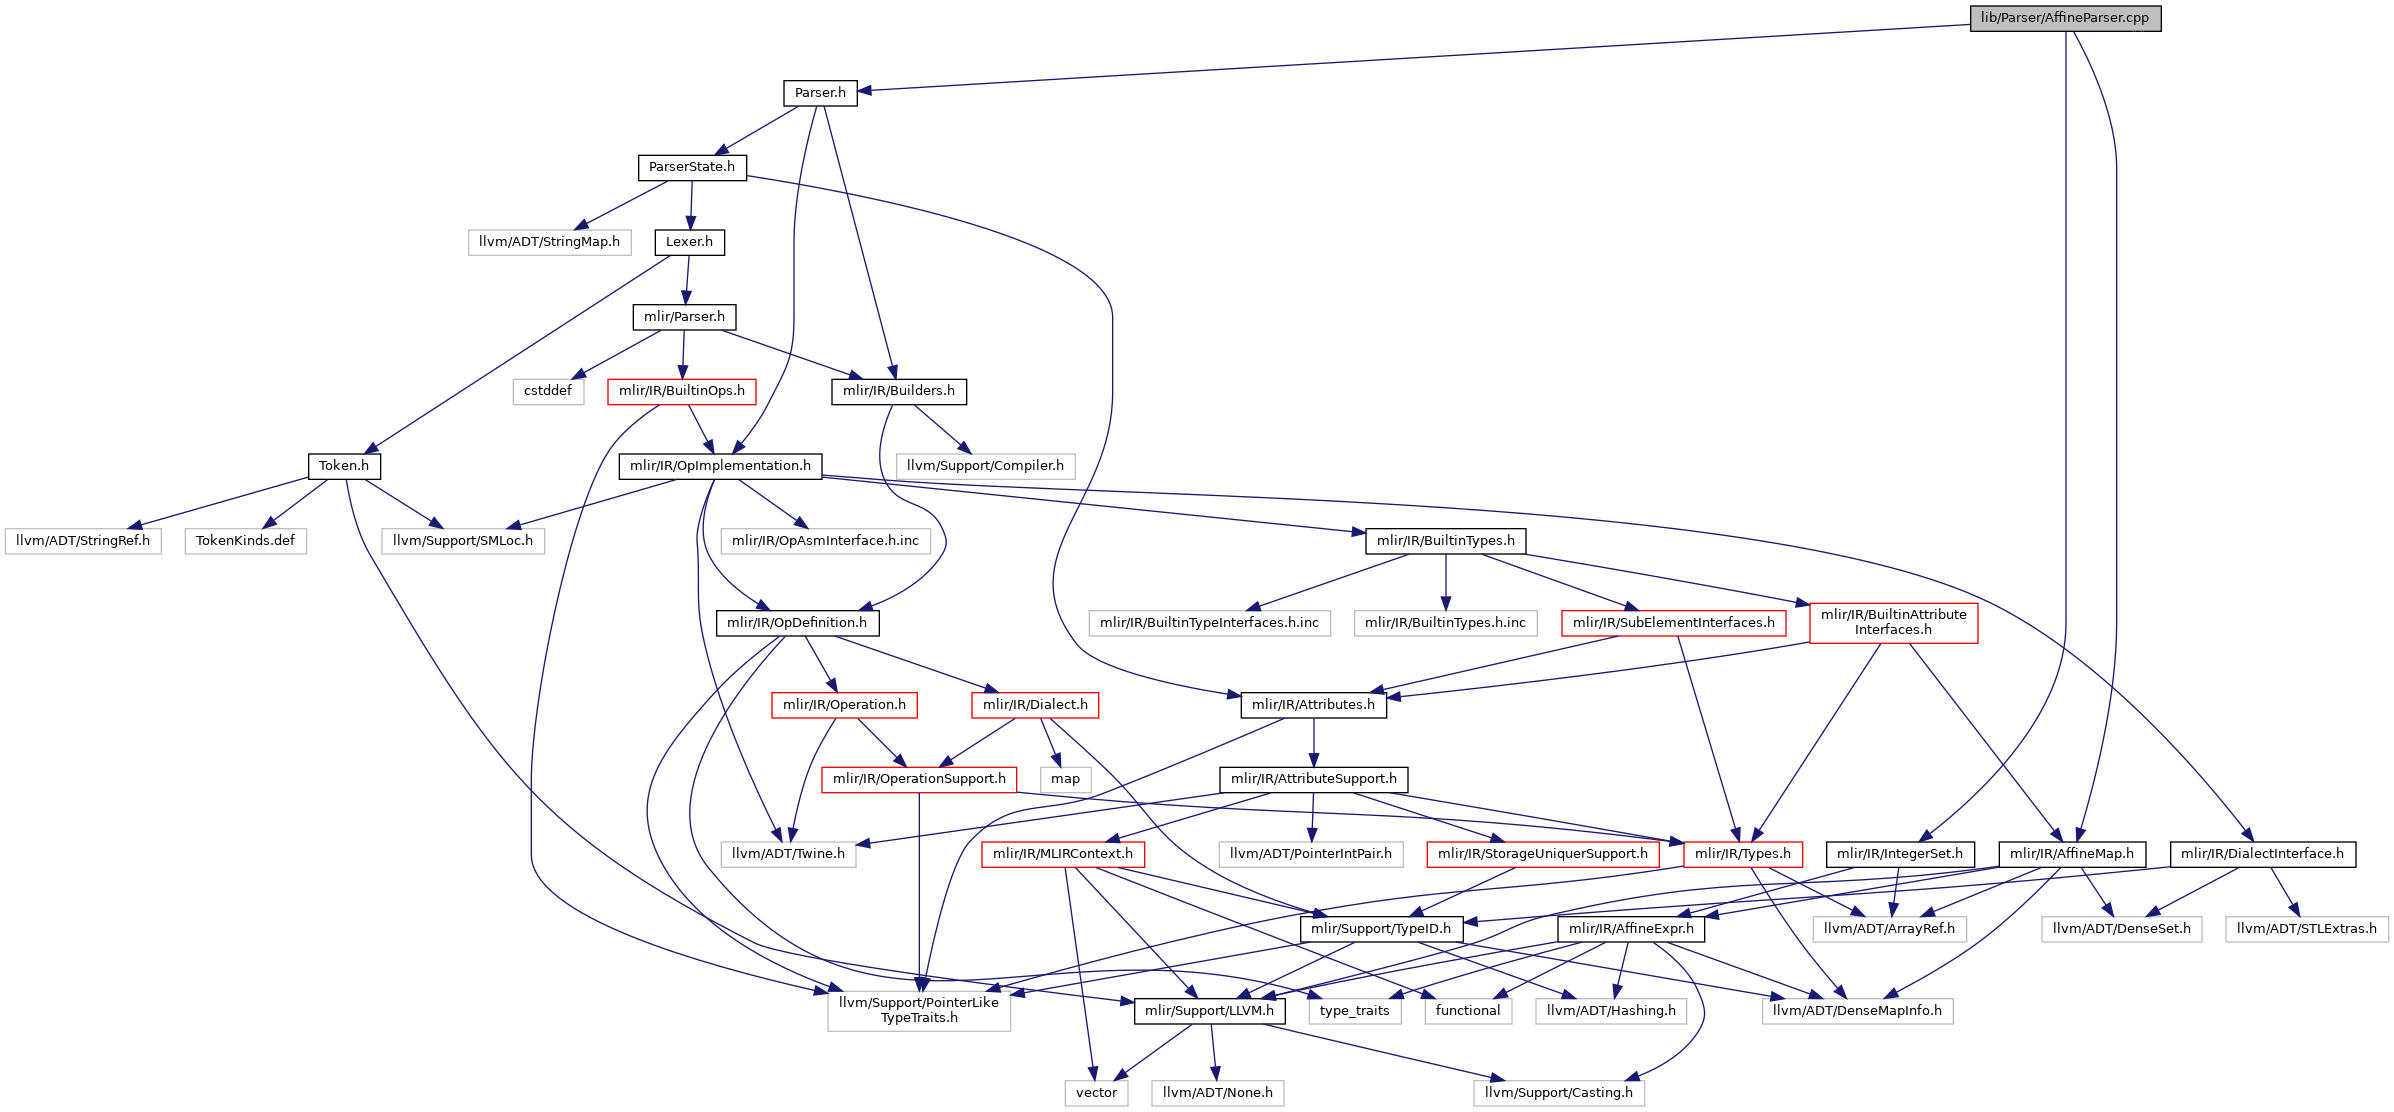 lib/Parser/AffineParser.cpp
Parser.h
ParserState.h
llvm/ADT/StringMap.h
Lexer.h
mlir/Parser.h
cstddef
mlir/IR/BuiltinOps.h
mlir/IR/Builders.h
Token.h
mlir/IR/OpImplementation.h
llvm/Support/Compiler.h
llvm/ADT/StringRef.h
TokenKinds.def
llvm/Support/SMLoc.h
mlir/IR/OpAsmInterface.h.inc
mlir/IR/BuiltinTypes.h
mlir/IR/OpDefinition.h
mlir/IR/BuiltinTypeInterfaces.h.inc
mlir/IR/BuiltinTypes.h.inc
mlir/IR/SubElementInterfaces.h
mlir/IR/BuiltinAttribute
Interfaces.h
mlir/IR/Operation.h
mlir/IR/Dialect.h
mlir/IR/Attributes.h
mlir/IR/OperationSupport.h
map
mlir/IR/AttributeSupport.h
llvm/ADT/Twine.h
mlir/IR/MLIRContext.h
llvm/ADT/PointerIntPair.h
mlir/IR/StorageUniquerSupport.h
mlir/IR/Types.h
mlir/IR/IntegerSet.h
mlir/IR/AffineMap.h
mlir/IR/DialectInterface.h
mlir/Support/TypeID.h
mlir/IR/AffineExpr.h
llvm/ADT/ArrayRef.h
llvm/ADT/DenseSet.h
llvm/ADT/STLExtras.h
llvm/Support/PointerLike
TypeTraits.h
mlir/Support/LLVM.h
type_traits
functional
llvm/ADT/Hashing.h
llvm/ADT/DenseMapInfo.h
vector
llvm/ADT/None.h
llvm/Support/Casting.h